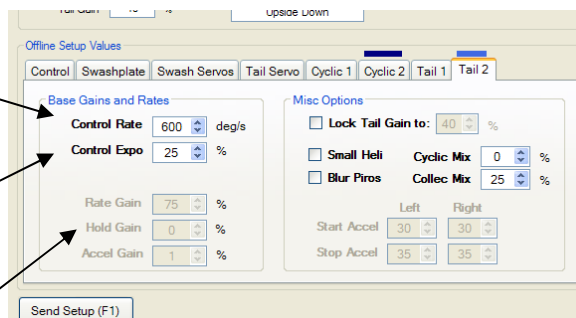 Tail Gain %
Upside Down
Offline Setup Values
Control Swashplate Swash Servos Tail Servo Cyclic 1 Cyclic 2 Tail 1 Tail 2
Base Gains and Rates
Control Rate 600 deg/s
Control Expo 25 %
Rate Gain 75 %
Hold Gain 0 %
Accel Gain 1 %
Misc Options
Lock Tail Gain to: 40 %
Small Heli Cyclic Mix 0 %
Blur Piros Collec Mix 25 %
Left Right
Start Accel 30 30
Stop Accel 35 35
Send Setup (F1)